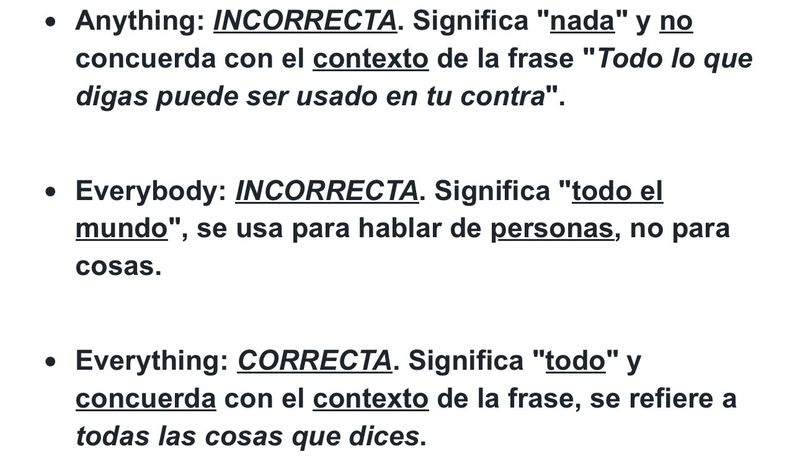 • Anything: INCORRECTA. Significa "nada" y no
concuerda con el contexto de la frase "Todo lo que
digas puede ser usado en tu contra".
• Everybody: INCORRECTA. Significa "todo el
mundo", se usa para hablar de personas, no para
cosas.
• Everything: CORRECTA. Significa "todo" y
concuerda con el contexto de la frase, se refiere a
todas las cosas que dices.